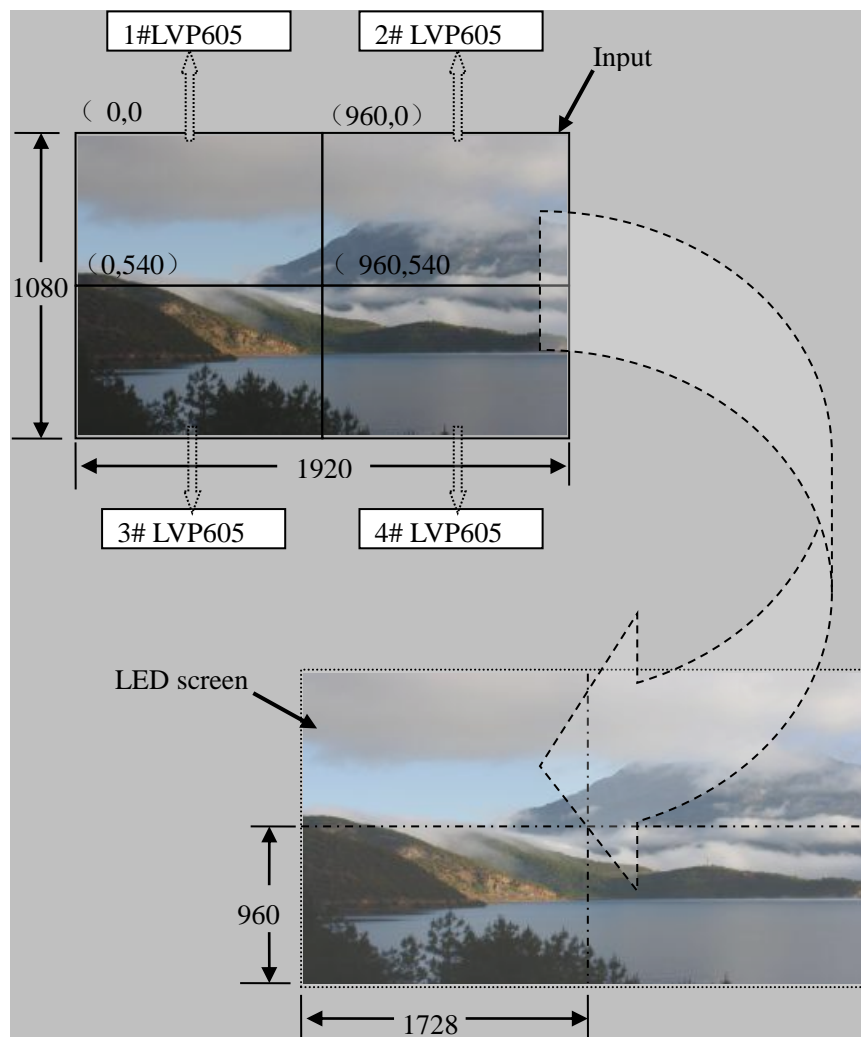 1#LVP605
2# LVP605
Input
（ 0,0
（960,0）
（0,540）
（ 960,540
1080
1920
3# LVP605
4# LVP605
LED screen
960
1728